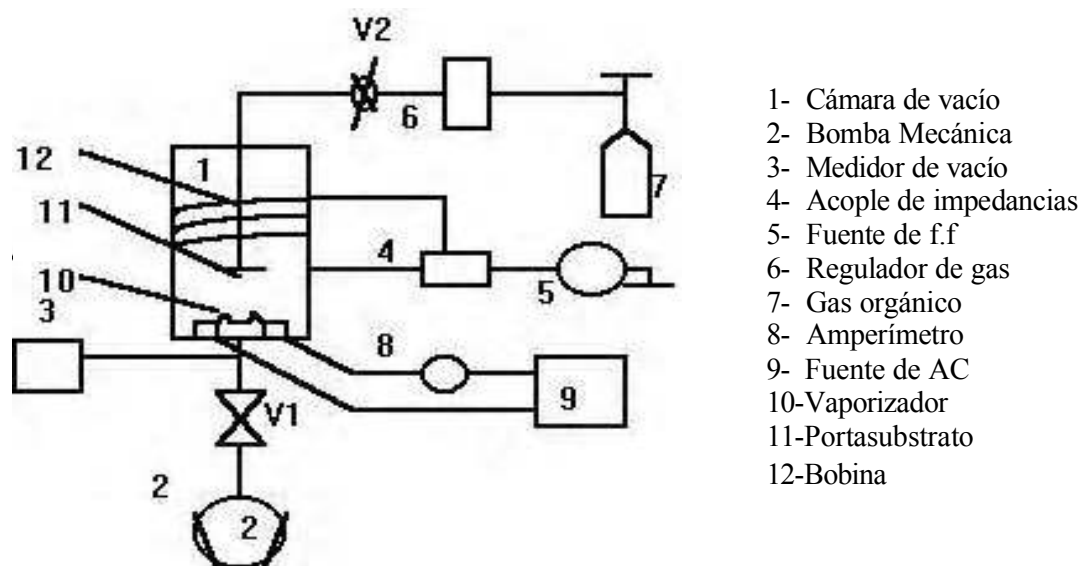 V2
6
7
12
1
11
4
5
10
3
8
9
V1
2
2
1- Cámara de vacío
2- Bomba Mecánica
3- Medidor de vacío
4- Acople de impedancias
5- Fuente de f.f
6- Regulador de gas
7- Gas orgánico
8- Amperímetro
9- Fuente de AC
10-Vaporizador
11-Portasubstrato
12-Bobina